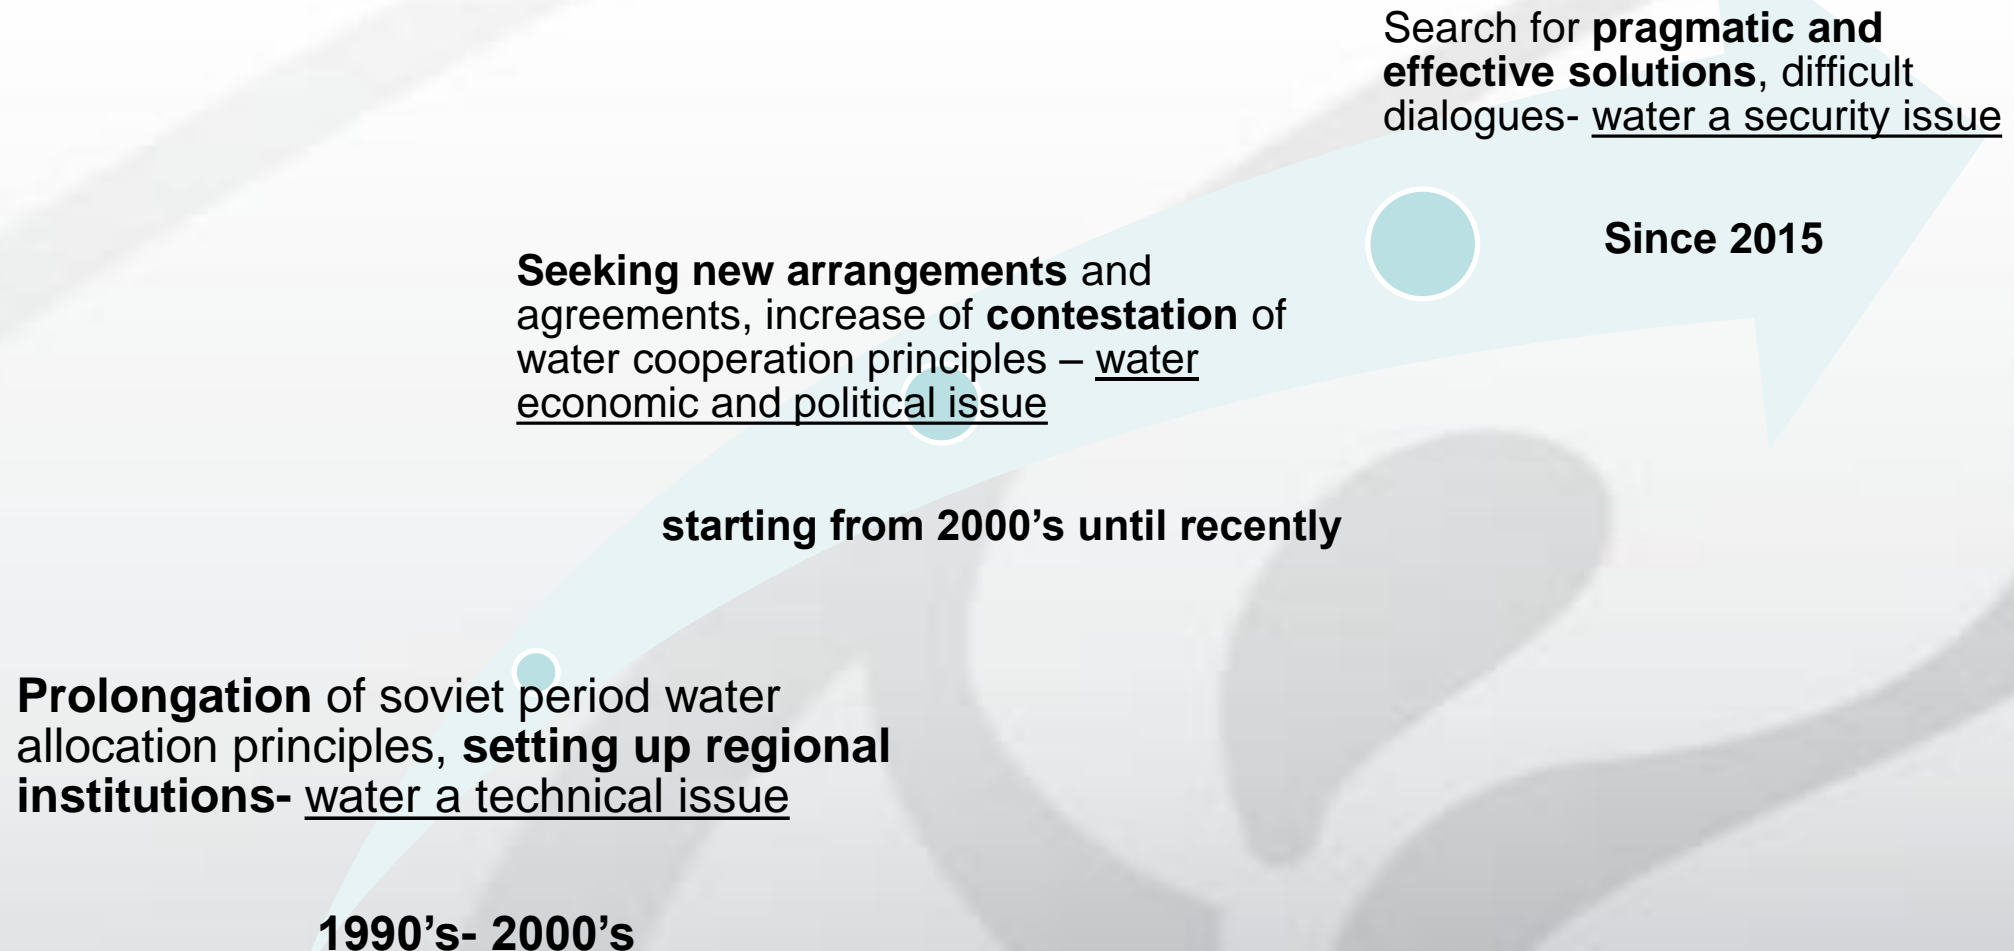 Search for pragmatic and
effective solutions, difficult
dialogues- water a security issue
Since 2015
Seeking new arrangements and
agreements, increase of contestation of
water cooperation principles – water
economic and political issue
starting from 2000’s until recently
Prolongation of soviet period water
allocation principles, setting up regional
institutions- water a technical issue
1990’s- 2000’s